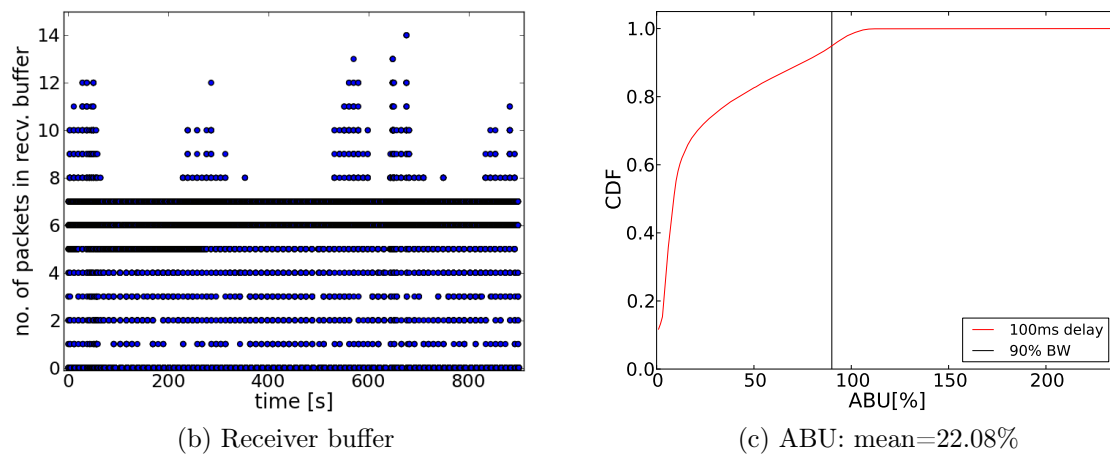 14
12
10
8
6
4
2
0
no. of packets in recv. buffer
0 200 400 600 800
time [s]
(b) Receiver buffer
1.0
0.8
0.6
0.4
0.2
0.0
CDF
100ms delay
90% BW
0 50 100 150 200
ABU[%]
(c) ABU: mean=22.08%